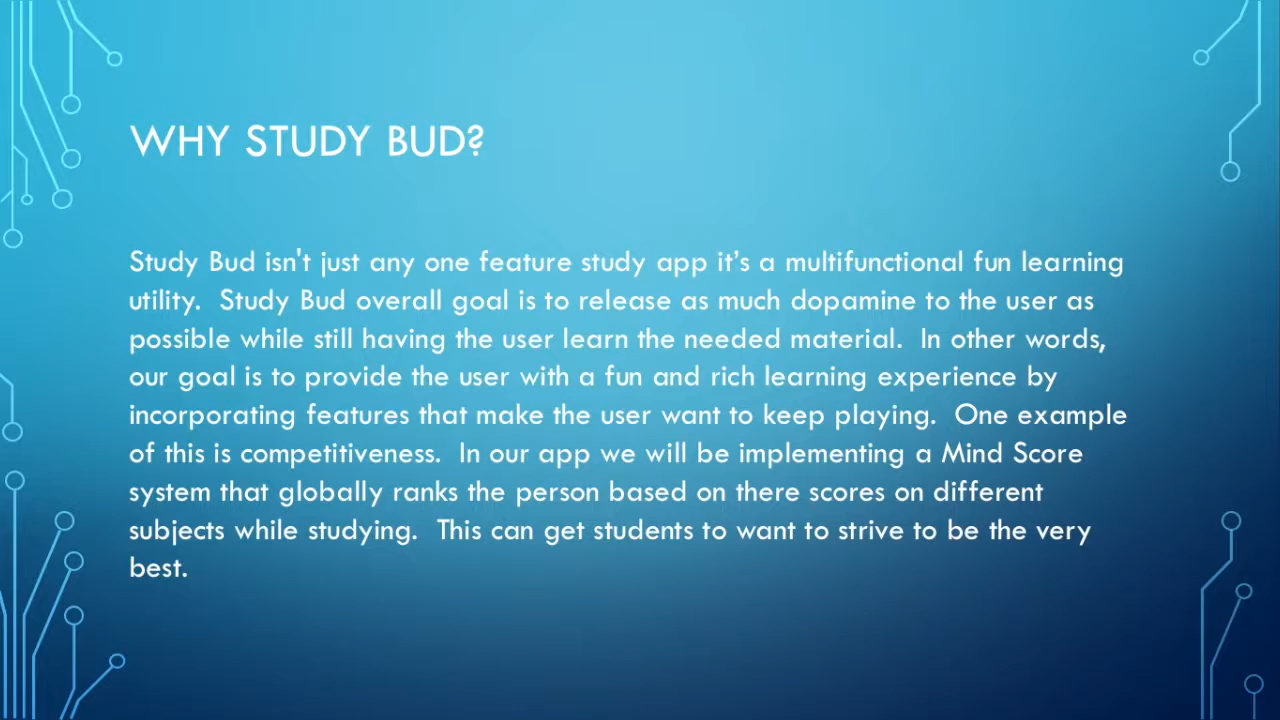 WHY STUDY BUD?
Study Bud isn't just any one feature study app it’s a multifunctional fun learning
utility.  Study Bud overall goal is to release as much dopamine to the user as
possible while still having the user learn the needed material.  In other words,
our goal is to provide the user with a fun and rich learning experience by
incorporating features that make the user want to keep playing.  One example
of this is competitiveness.  In our app we will be implementing a Mind Score
system that globally ranks the person based on there scores on different
subjects while studying.  This can get students to want to strive to be the very
best.